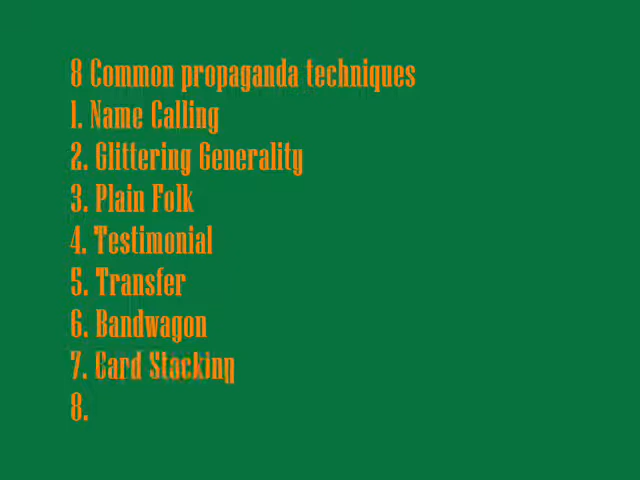 8 Common propaganda techniques
1. Name Calling
2. Glittering Generality
3. Plain Folk
4. Testimonial
5. Transfer
6. Bandwagon
7. Card Stacking
8.